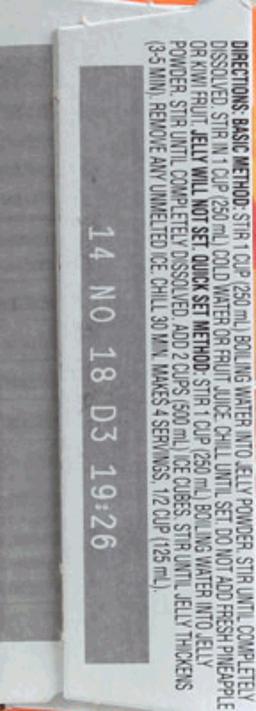 DIRECTIONS: BASIC METHOD: STIR 1 CUP (250 mL) BOILING WATER INTO JELLY POWDER. STIR UNTIL COMPLETELY
DISSOLVED. STIR IN 1 CUP (250 mL) COLD WATER OR FRUIT JUICE. CHILL UNTIL SET. DO NOT ADD FRESH PINEAPPLE
OR KIWI FRUIT. JELLY WILL NOT SET. QUICK SET METHOD: STIR 1 CUP (250 mL) BOILING WATER INTO JELLY
POWDER. STIR UNTIL COMPLETELY DISSOLVED. ADD 2 CUPS (500 mL) ICE CUBES. STIR UNTIL JELLY THICKENS
(3-5 MIN). REMOVE ANY UNMELTED ICE. CHILL 30 MIN. MAKES 4 SERVINGS, 1/2 CUP (125 mL).
14 NO 18 D3 19:26